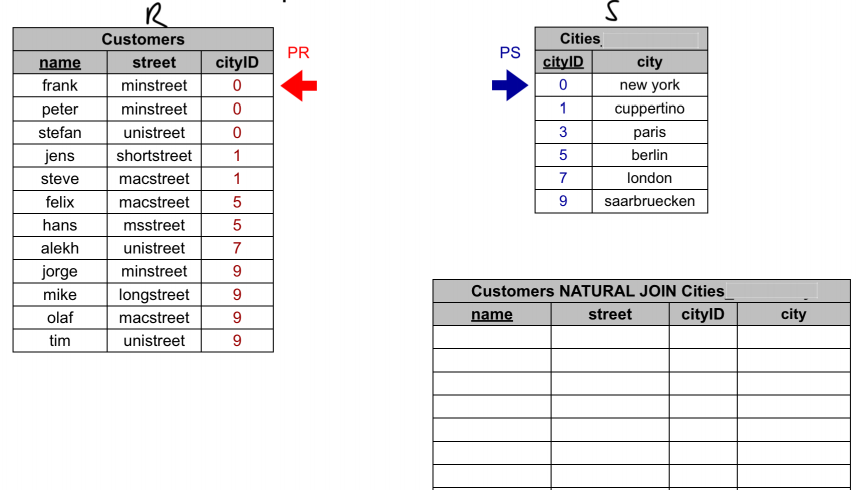 R
S
Customers
name street cityID
frank minstreet 0
peter minstreet 0
stefan unistreet 0
jens shortstreet 1
steve macstreet 1
felix macstreet 5
hans msstreet 5
alekh unistreet 7
jorge minstreet 9
mike longstreet 9
olaf macstreet 9
tim unistreet 9
PR
PS
Cities
cityID city
0 new york
1 cuppertino
3 paris
5 berlin
7 london
9 saarbruecken
Customers NATURAL JOIN Cities_
name street cityID city